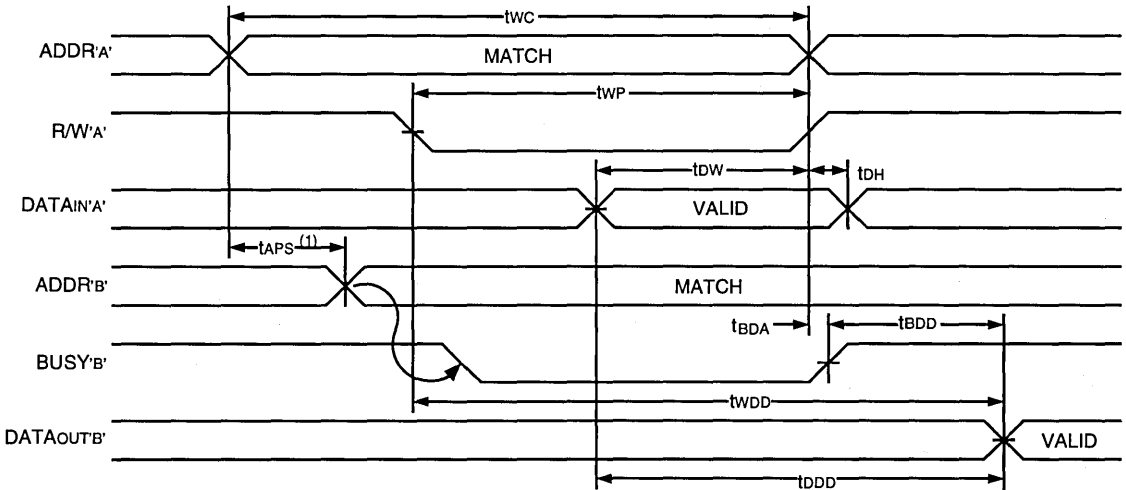 tWC
ADDR'A'
MATCH
tWP
R/W'A'
tDW
tDH
DATAIN'A'
VALID
tAPS (1)
ADDR'B'
MATCH
tBDA
tBDD
BUSY'B'
tWDD
DATAOUT'B'
VALID
tDDD